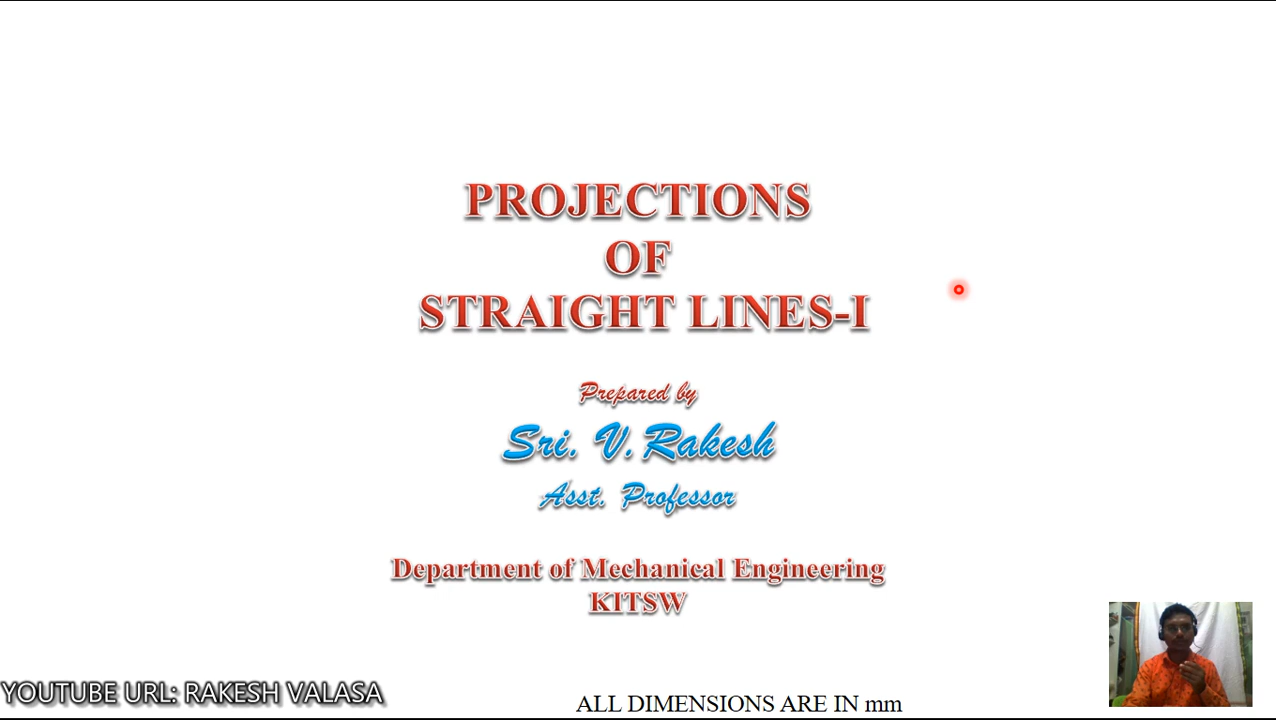 PROJECTIONS
OF
STRAIGHT LINES-I
Prepared by
Sri. V. Rakesh
Asst. Professor
Department of Mechanical Engineering
KITSW
YOUTUBE URL: RAKESH VALASA
ALL DIMENSIONS ARE IN mm